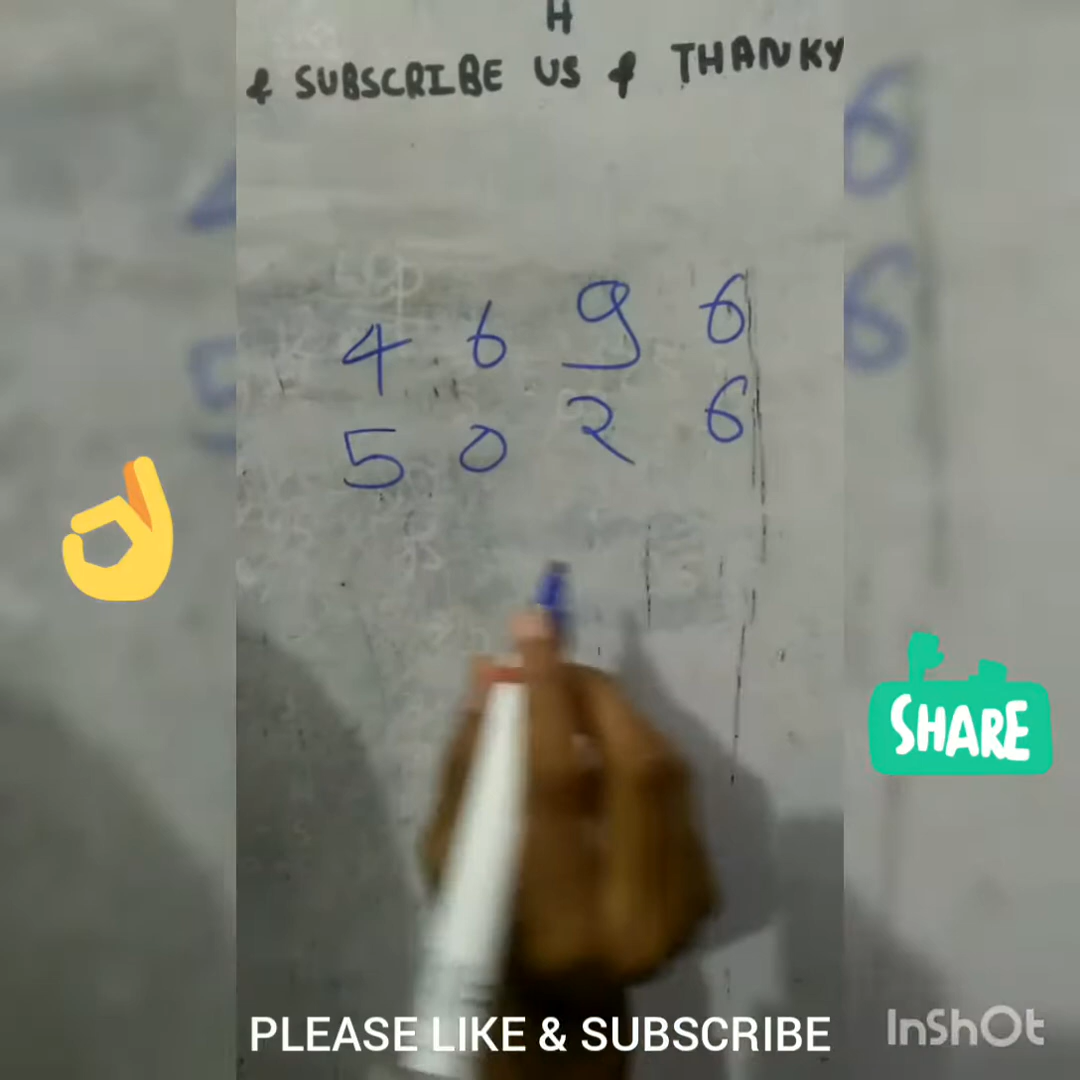 H
& SUBSCRIBE US & THANKY
4 6 9 6
5 0 2 6
SHARE
PLEASE LIKE & SUBSCRIBE
InShOt